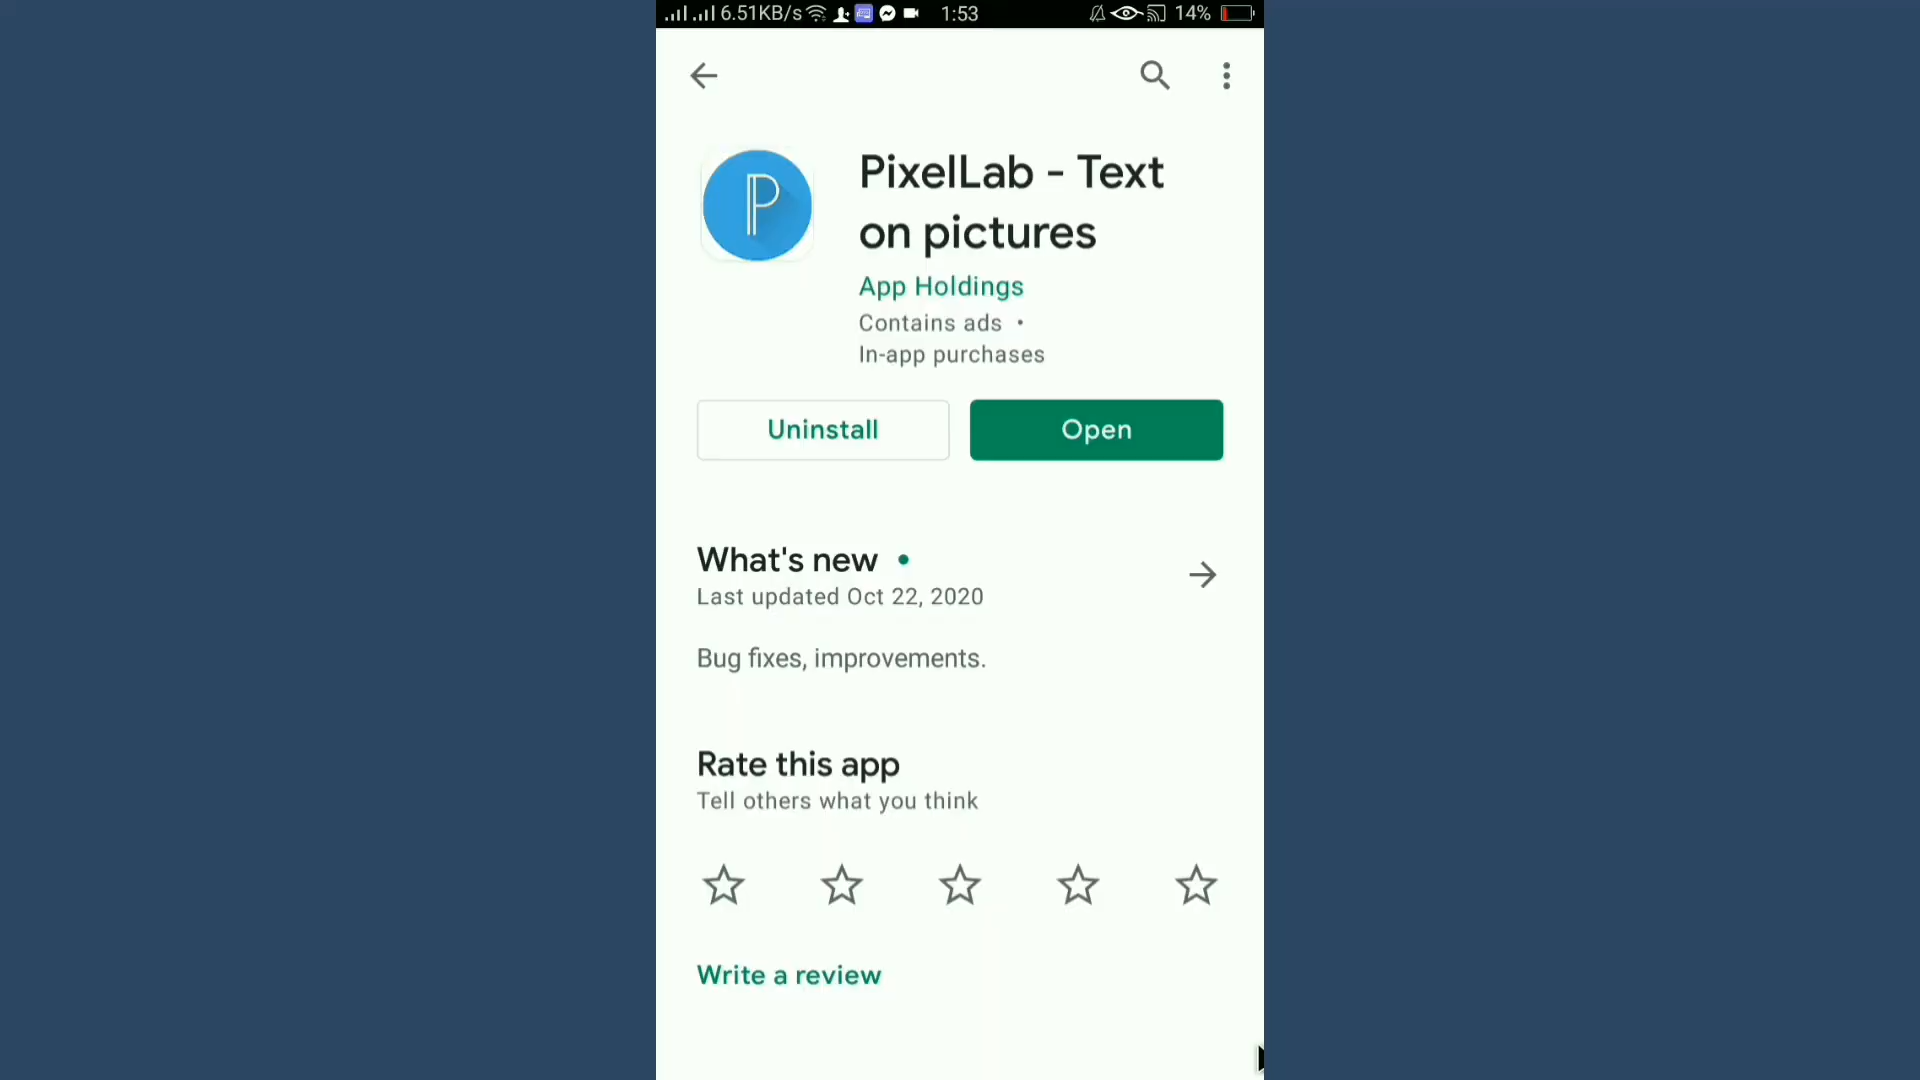 6.51KB/s 1:53 14%
P
PixelLab - Text
on pictures
App Holdings
Contains ads •
In-app purchases
Uninstall
Open
What's new •
Last updated Oct 22, 2020
Bug fixes, improvements.
Rate this app
Tell others what you think
Write a review